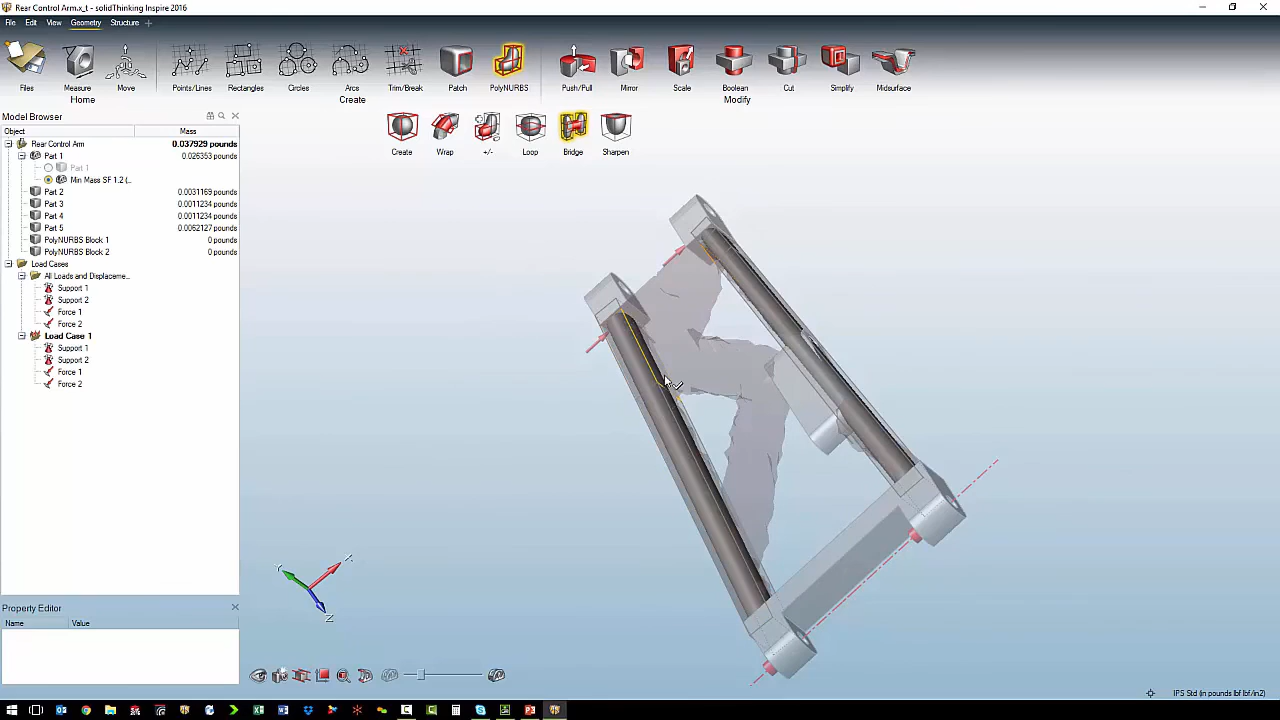 Rear Control Arm.x_t - solidThinking Inspire 2016
File Edit View Geometry Structure +
Files Measure Move Points/Lines Rectangles Circles Arcs Trim/Break Patch PolyNURBS Push/Pull Mirror Scale Boolean Cut Simplify Midsurface
Home Create Modify
Create Wrap +/- Loop Bridge Sharpen
Model Browser
Object Mass
Rear Control Arm 0.037929 pounds
Part 1 0.026353 pounds
Part 1
Min Mass SF 1.2 (...
Part 2 0.0031169 pounds
Part 3 0.0011234 pounds
Part 4 0.0011234 pounds
Part 5 0.0062127 pounds
PolyNURBS Block 1 0 pounds
PolyNURBS Block 2 0 pounds
Load Cases
All Loads and Displaceme...
Support 1
Support 2
Force 1
Force 2
Load Case 1
Support 1
Support 2
Force 1
Force 2
X
Y
Z
Property Editor
Name Value
IPS Std (in pounds lbf lbf/in2)